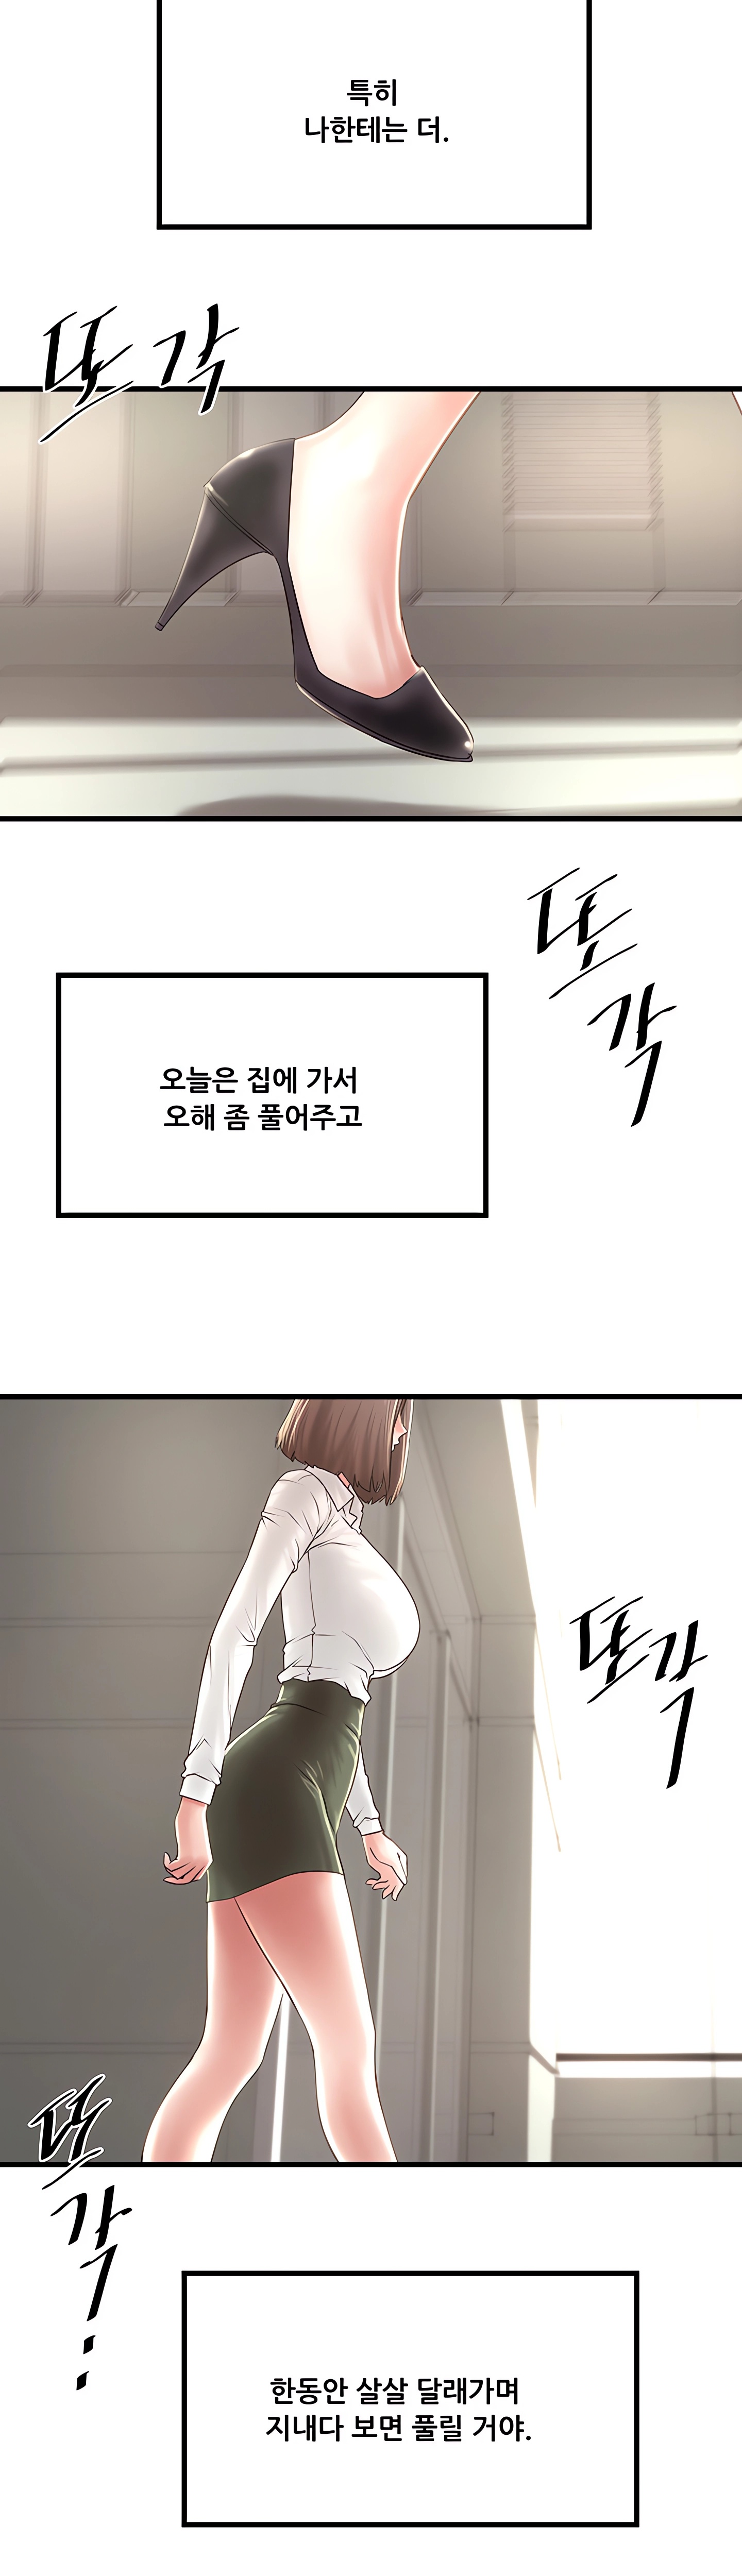 특히
나한테는 더.
또각
또각
오늘은 집에 가서
오해 좀 풀어주고
또각
또각..
한동안 살살 달래가며
지내다 보면 풀릴 거야.